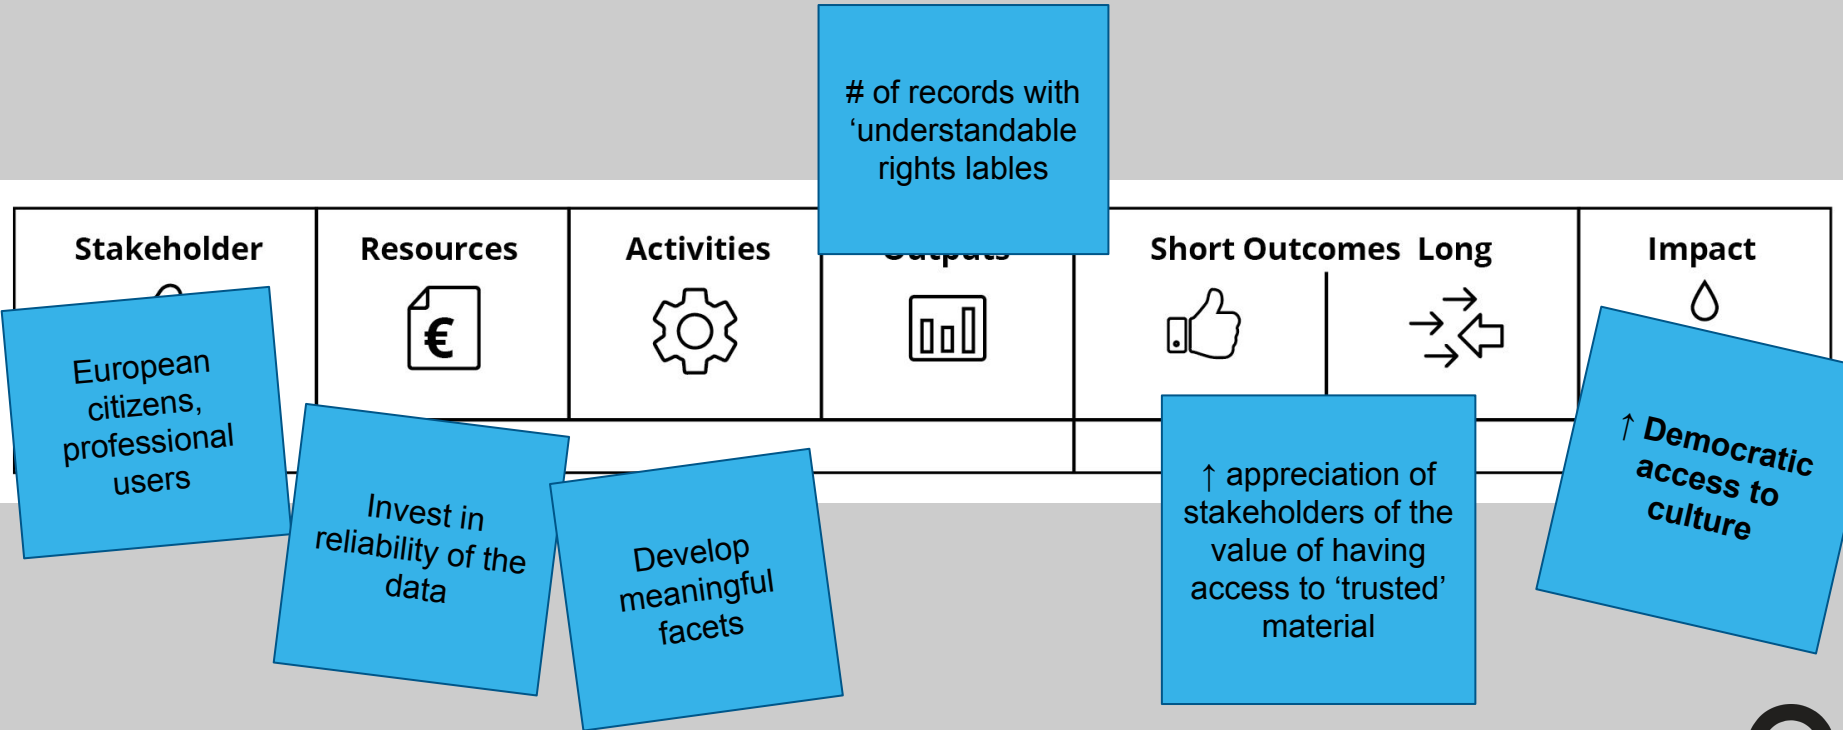 # of records with
‘understandable
rights lables
Stakeholder
Resources
Activities
Outputs
Short Outcomes Long
Impact
€
European
citizens,
professional
users
Invest in
reliability of the
data
Develop
meaningful
facets
↑ appreciation of
stakeholders of the
value of having
access to ‘trusted’
material
↑ Democratic
access to
culture